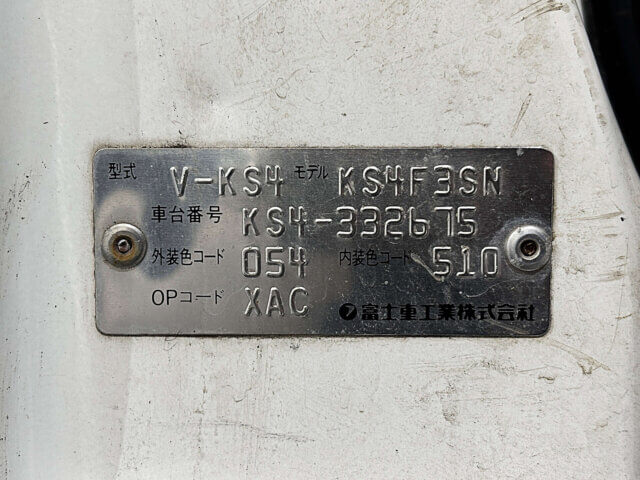 型式 V-KS4 モデル KS4F3SN
車台番号 KS4-332675
外装色コード 054 内装色コード 510
OPコード XAC 富士重工業株式会社